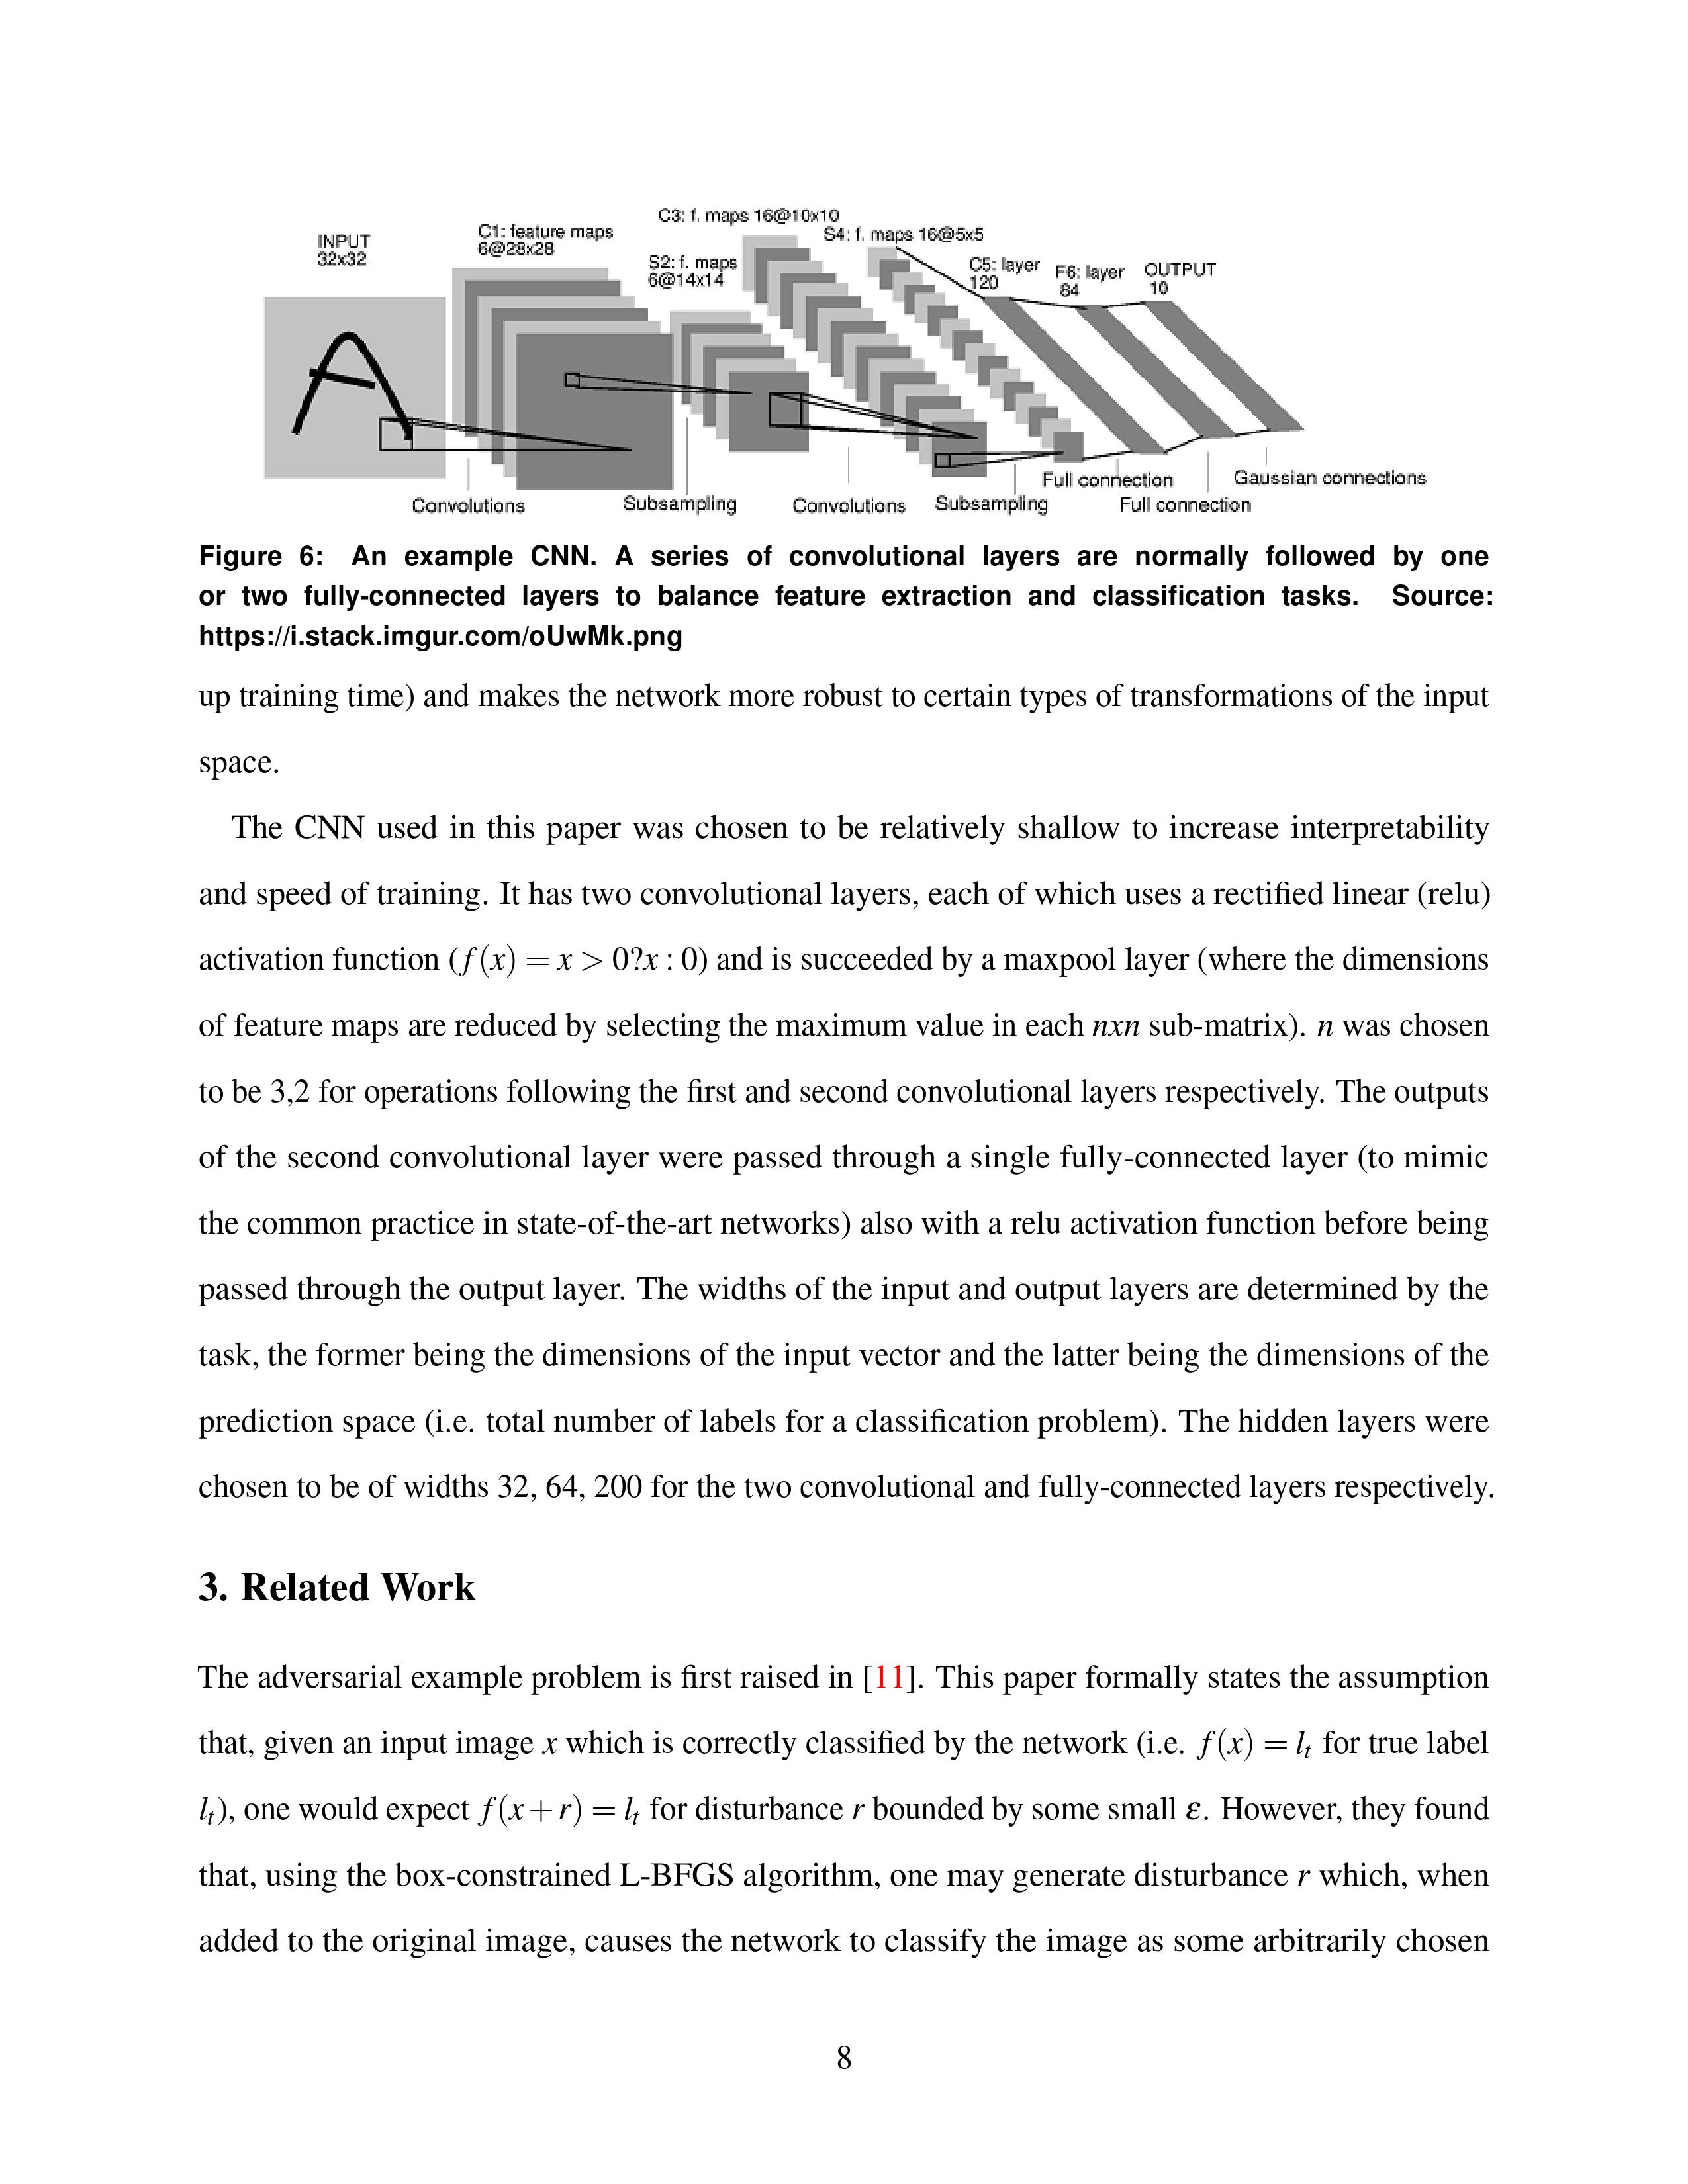 INPUT
32x32
C1: feature maps
6@28x28
S2: f. maps
6@14x14
C3: f. maps 16@10x10
S4: f. maps 16@5x5
C5: layer
120
F6: layer
84
OUTPUT
10
Convolutions
Subsampling
Convolutions
Subsampling
Full connection
Full connection
Gaussian connections
Figure 6: An example CNN. A series of convolutional layers are normally followed by one
or two fully-connected layers to balance feature extraction and classification tasks. Source:
https://i.stack.imgur.com/oUwMk.png
up training time) and makes the network more robust to certain types of transformations of the input
space.
The CNN used in this paper was chosen to be relatively shallow to increase interpretability
and speed of training. It has two convolutional layers, each of which uses a rectified linear (relu)
activation function (f(x) = x > 0?x : 0) and is succeeded by a maxpool layer (where the dimensions
of feature maps are reduced by selecting the maximum value in each nxn sub-matrix). n was chosen
to be 3,2 for operations following the first and second convolutional layers respectively. The outputs
of the second convolutional layer were passed through a single fully-connected layer (to mimic
the common practice in state-of-the-art networks) also with a relu activation function before being
passed through the output layer. The widths of the input and output layers are determined by the
task, the former being the dimensions of the input vector and the latter being the dimensions of the
prediction space (i.e. total number of labels for a classification problem). The hidden layers were
chosen to be of widths 32, 64, 200 for the two convolutional and fully-connected layers respectively.
3. Related Work
The adversarial example problem is first raised in [11]. This paper formally states the assumption
that, given an input image x which is correctly classified by the network (i.e. f(x) = lₜ for true label
lₜ), one would expect f(x+r) = lₜ for disturbance r bounded by some small ε. However, they found
that, using the box-constrained L-BFGS algorithm, one may generate disturbance r which, when
added to the original image, causes the network to classify the image as some arbitrarily chosen
8